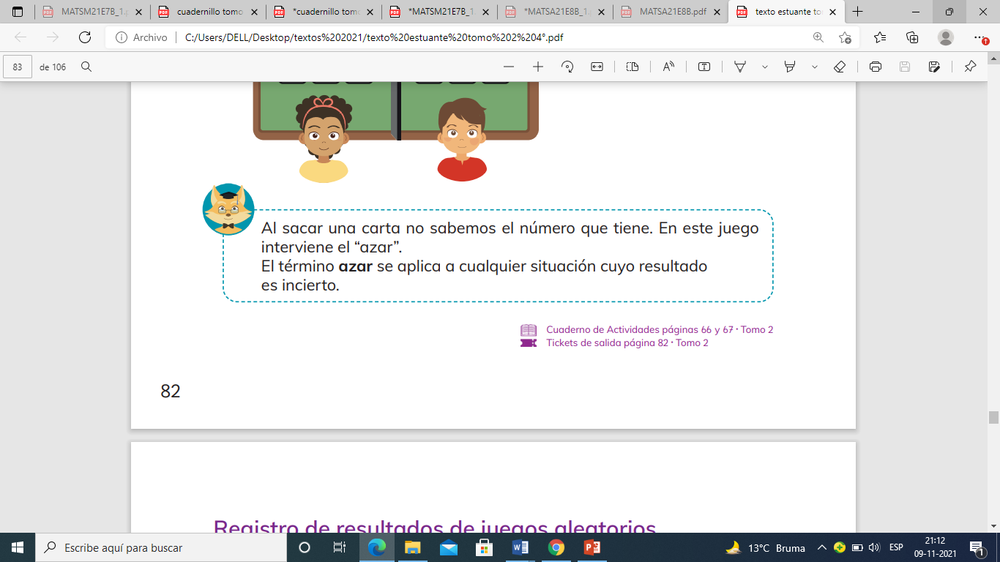 MATSM21E7B_1.p
cuadernillo tomo
*cuadernillo tomo
*MATSM21E7B_1.
*MATSA21E8B_1.p
MATSA21E8B.pdf
texto estuante to
Archivo
C:/Users/DELL/Desktop/textos%202021/texto%20estuante%20tomo%202%204°.pdf
83
de 106
Al sacar una carta no sabemos el número que tiene. En este juego
interviene el “azar”.
El término azar se aplica a cualquier situación cuyo resultado
es incierto.
Cuaderno de Actividades páginas 66 y 67 • Tomo 2
Tickets de salida página 82 • Tomo 2
82
Registro de resultados de juegos aleatorios
Escribe aquí para buscar
13°C Bruma
ESP
21:12
09-11-2021
1